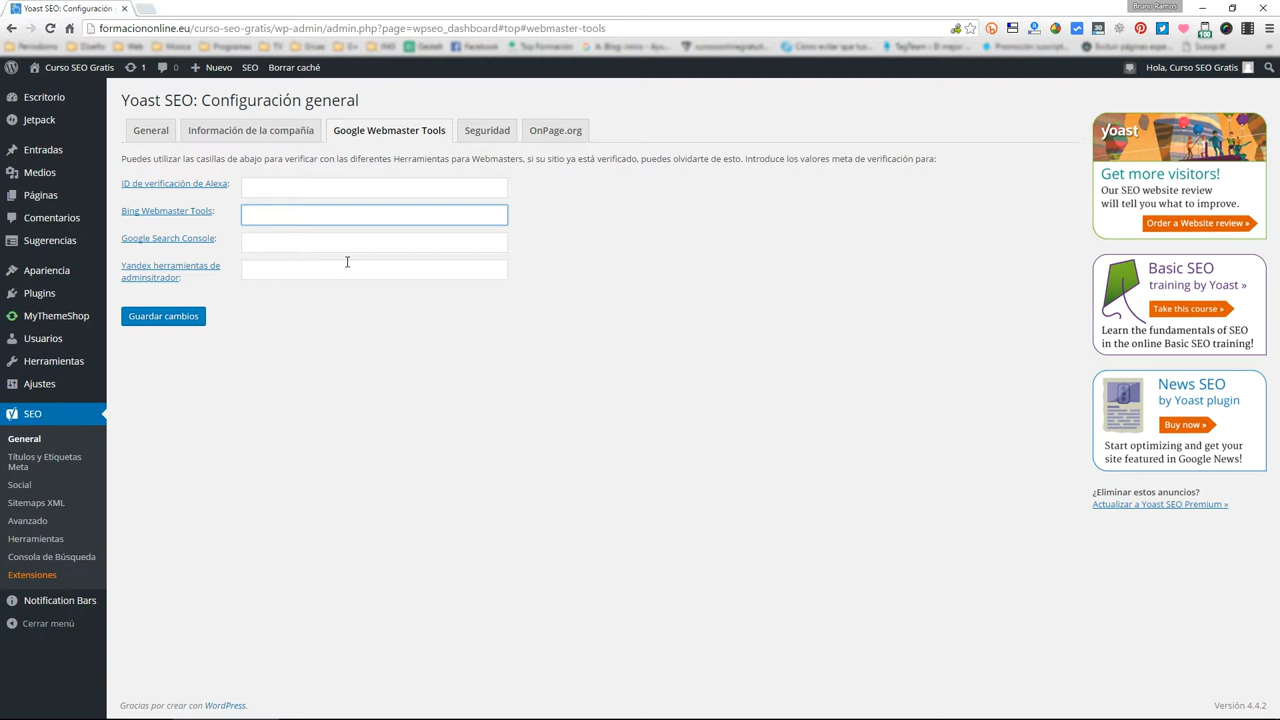 Bruno Ramos
Yoast SEO: Configuración
formaciononline.eu/curso-seo-gratis/wp-admin/admin.php?page=wpseo_dashboard#top#webmaster-tools
Curso SEO Gratis 1 0 Nuevo SEO Borrar caché Hola, Curso SEO Gratis
Escritorio
Jetpack
Entradas
Medios
Páginas
Comentarios
Sugerencias
Apariencia
Plugins
MyThemeShop
Usuarios
Herramientas
Ajustes
SEO
General
Títulos y Etiquetas
Meta
Social
Sitemaps XML
Avanzado
Herramientas
Consola de Búsqueda
Extensiones
Notification Bars
Cerrar menú
Yoast SEO: Configuración general
General Información de la compañía Google Webmaster Tools Seguridad OnPage.org
Puedes utilizar las casillas de abajo para verificar con las diferentes Herramientas para Webmasters, si su sitio ya está verificado, puedes olvidarte de esto. Introduce los valores meta de verificación para:
ID de verificación de Alexa:
Bing Webmaster Tools:
Google Search Console:
Yandex herramientas de
adminsitrador:
Guardar cambios
yoast
Get more visitors!
Our SEO website review
will tell you what to improve.
Order a Website review »
Basic SEO
training by Yoast »
Take this course »
Learn the fundamentals of SEO
in the online Basic SEO training!
News SEO
by Yoast plugin
Buy now »
Start optimizing and get your
site featured in Google News!
¿Eliminar estos anuncios?
Actualizar a Yoast SEO Premium »
Gracias por crear con WordPress.
Versión 4.4.2